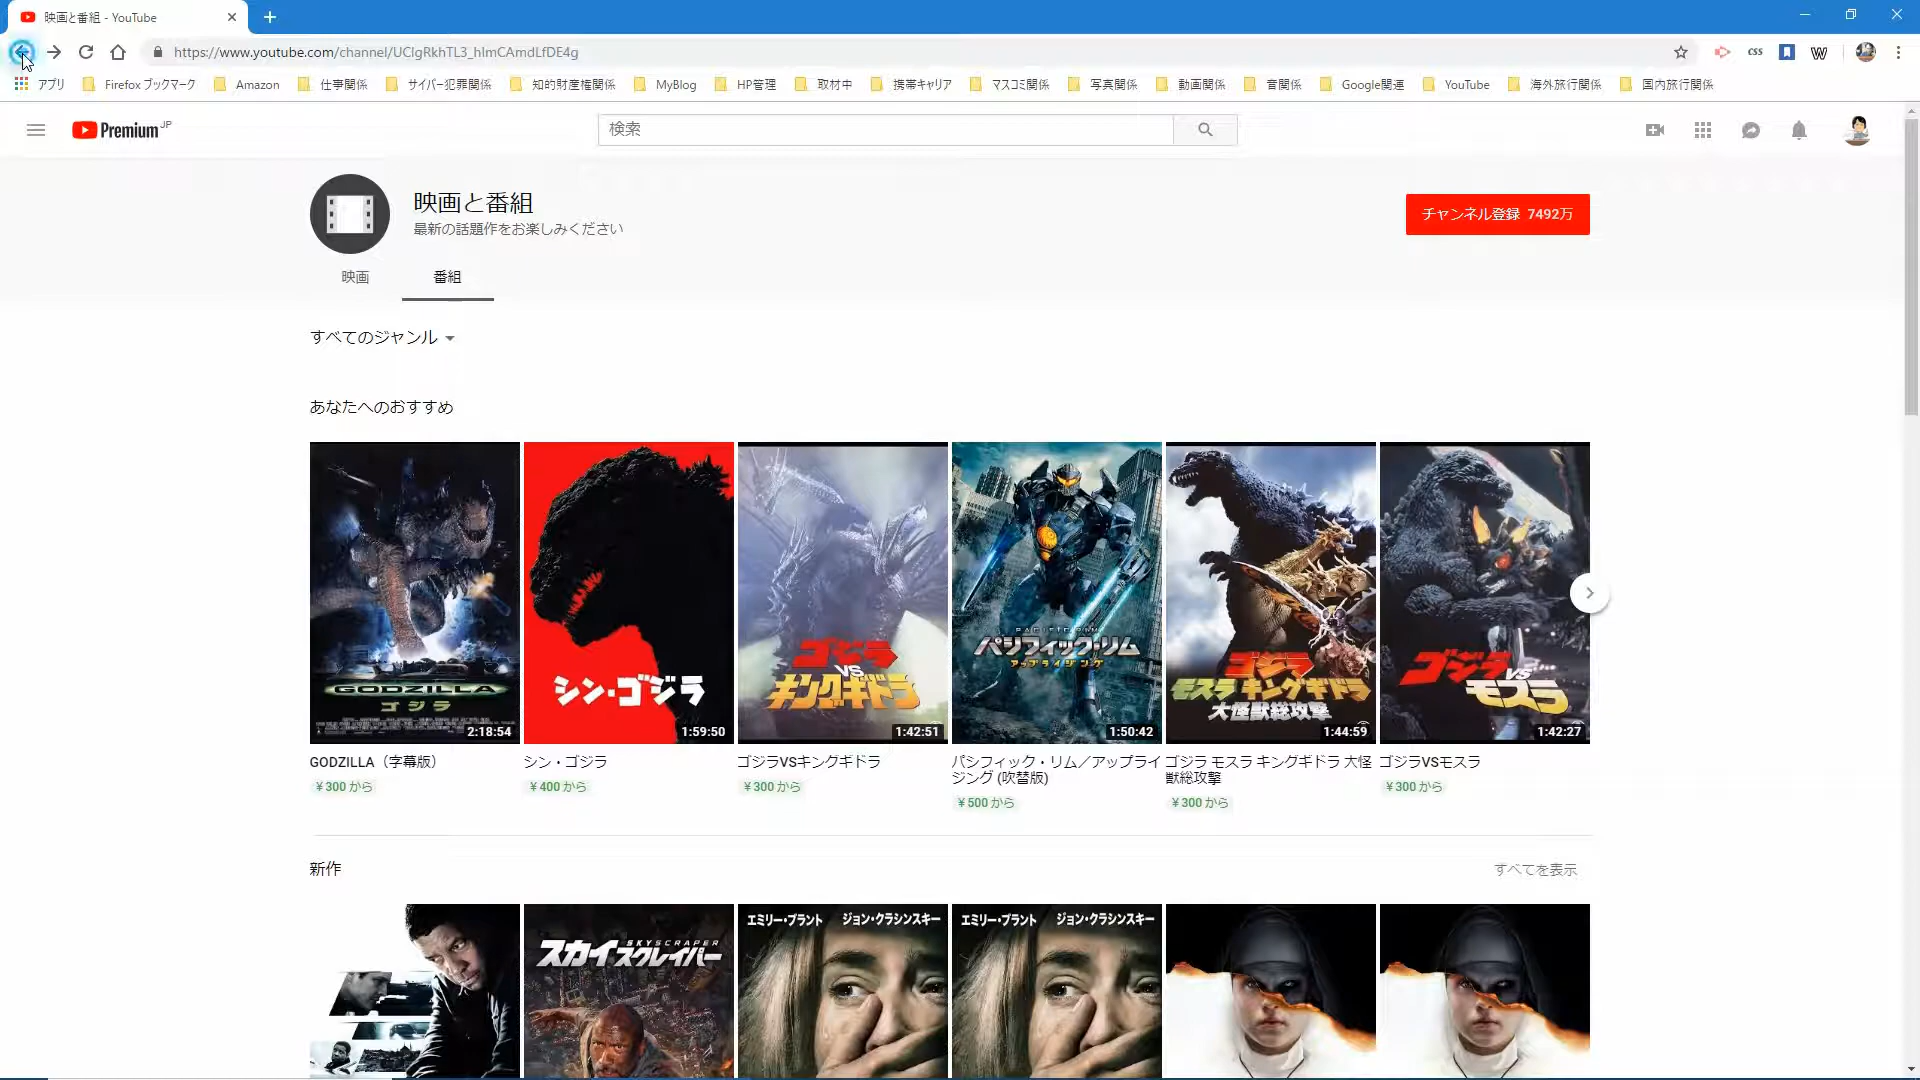 映画と番組 - YouTube
https://www.youtube.com/channel/UClgRkhTL3_hImCAmdLfDE4g
css
W
アプリ Firefox ブックマーク Amazon 仕事関係 サイバー犯罪関係 知的財産権関係 MyBlog HP管理 取材中 携帯キャリア マスコミ関係 写真関係 動画関係 音関係 Google関連 YouTube 海外旅行関係 国内旅行関係
Premium JP
検索
映画と番組
最新の話題作をお楽しみください
チャンネル登録 7492万
映画 番組
すべてのジャンル
あなたへのおすすめ
GODZILLA
ゴジラ
2:18:54
シン・ゴジラ
1:59:50
ゴジラ
VS
キングギドラ
1:42:51
PACIFIC RIM
パシフィック・リム
アップライジング
1:50:42
ゴジラ
モスラ キングギドラ
大怪獣総攻撃
1:44:59
ゴジラ VS
モスラ
1:42:27
GODZILLA（字幕版）
¥300 から
シン・ゴジラ
¥400 から
ゴジラVSキングギドラ
¥300 から
パシフィック・リム／アップライ
ジング (吹替版)
¥500 から
ゴジラ モスラ キングギドラ 大怪
獣総攻撃
¥300 から
ゴジラVSモスラ
¥300 から
新作
すべてを表示
SKYSCRAPER
スカイスクレイパー
エミリー・ブラント ジョン・クラシンスキー
エミリー・ブラント ジョン・クラシンスキー